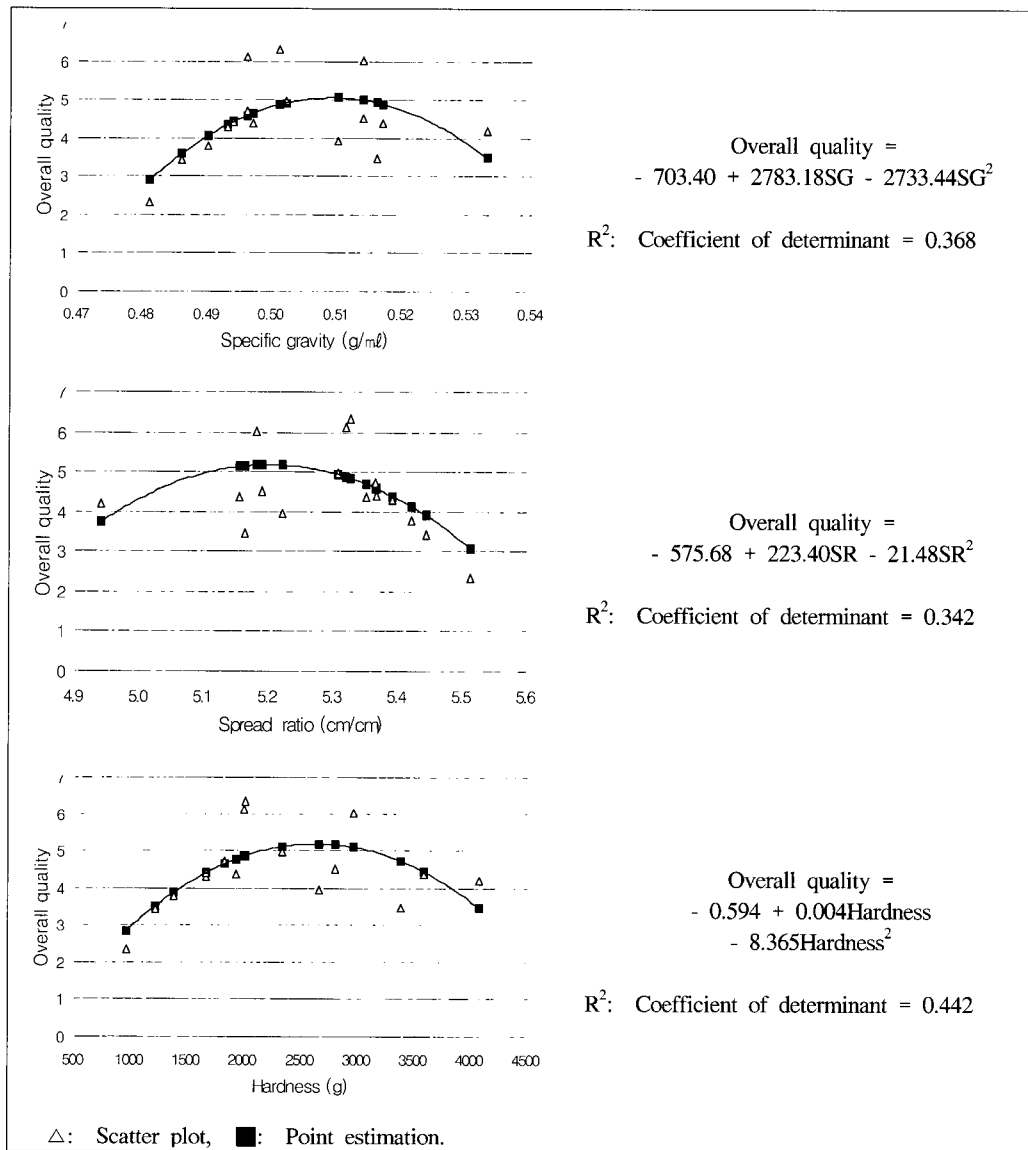 7
6
5
4
3
2
1
0
Overall quality
0.47 0.48 0.49 0.50 0.51 0.52 0.53 0.54
Specific gravity (g/mℓ)
Overall quality =
- 703.40 + 2783.18SG - 2733.44SG²
R²: Coefficient of determinant = 0.368
7
6
5
4
3
2
1
0
Overall quality
4.9 5.0 5.1 5.2 5.3 5.4 5.5 5.6
Spread ratio (cm/cm)
Overall quality =
- 575.68 + 223.40SR - 21.48SR²
R²: Coefficient of determinant = 0.342
7
6
5
4
3
2
1
0
Overall quality
500 1000 1500 2000 2500 3000 3500 4000 4500
Hardness (g)
Overall quality =
- 0.594 + 0.004Hardness
- 8.365Hardness²
R²: Coefficient of determinant = 0.442
△: Scatter plot, ■: Point estimation.